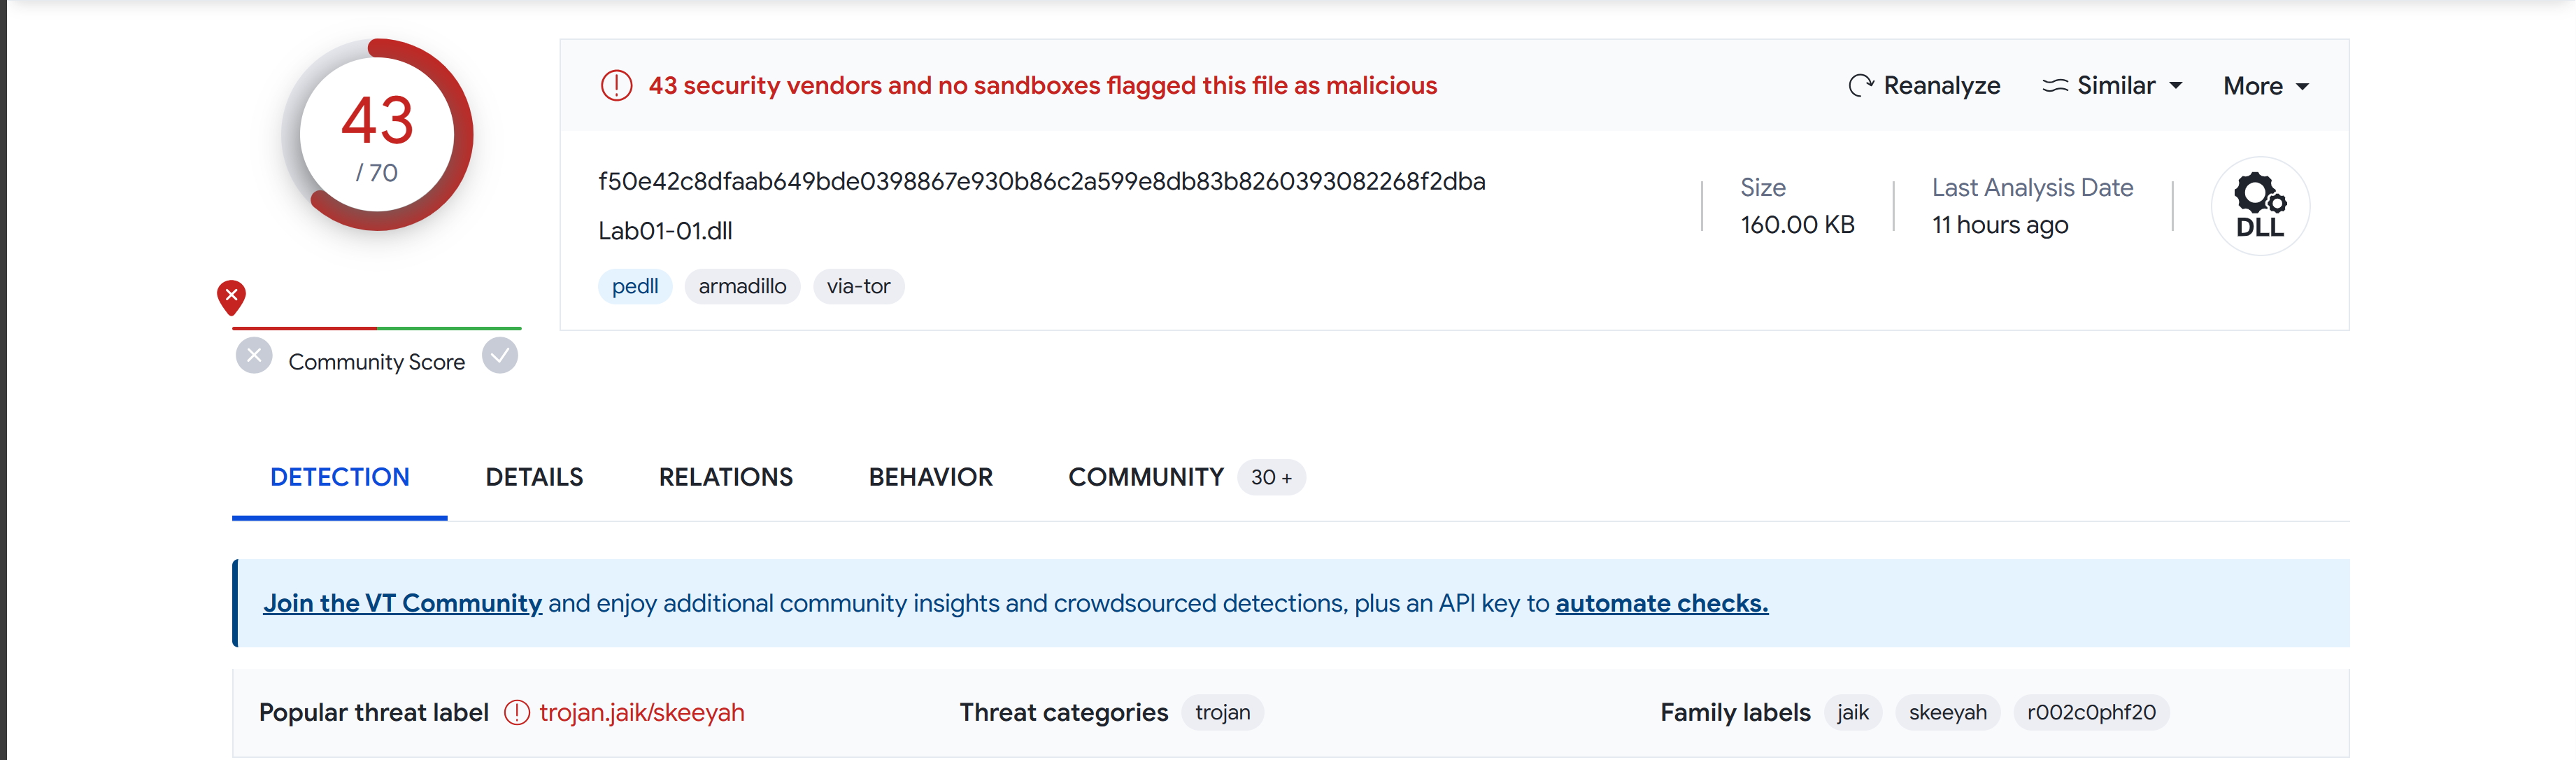 43
/ 70
Community Score
43 security vendors and no sandboxes flagged this file as malicious
Reanalyze
Similar
More
f50e42c8dfaab649bde0398867e930b86c2a599e8db83b8260393082268f2dba
Lab01-01.dll
pedll armadillo via-tor
Size
160.00 KB
Last Analysis Date
11 hours ago
DLL
DETECTION DETAILS RELATIONS BEHAVIOR COMMUNITY 30 +
Join the VT Community and enjoy additional community insights and crowdsourced detections, plus an API key to automate checks.
Popular threat label trojan.jaik/skeeyah
Threat categories trojan
Family labels jaik skeeyah r002c0phf20